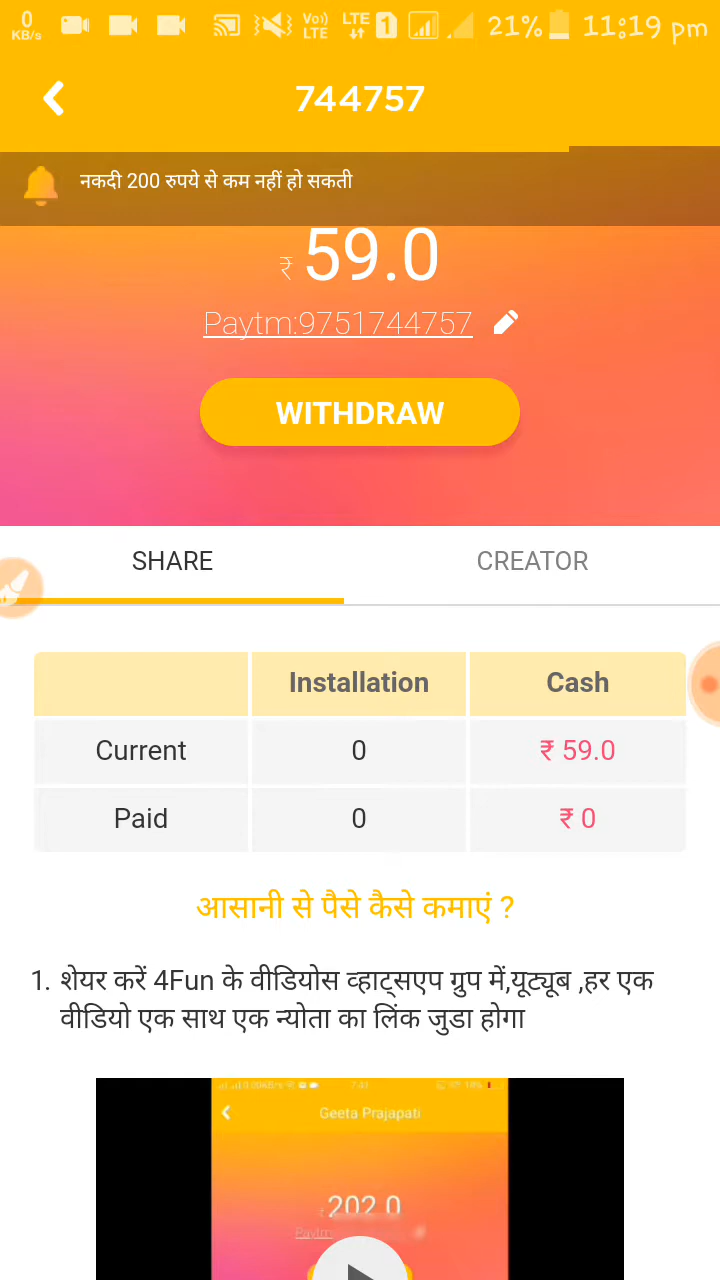 0 KB/s Vo) LTE LTE 1 21% 11:19 pm
744757
नकदी 200 रुपये से कम नहीं हो सकती
₹ 59.0
Paytm:9751744757
WITHDRAW
SHARE CREATOR
Installation Cash
Current 0 ₹ 59.0
Paid 0 ₹ 0
आसानी से पैसे कैसे कमाएं ?
1. शेयर करें 4Fun के वीडियोस व्हाट्सएप ग्रुप में,यूट्यूब ,हर एक
वीडियो एक साथ एक न्योता का लिंक जुडा होगा
Geeta Prajapati
202.0
Paytm